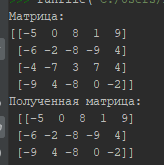 >>> runfile('C:/Users/
Матрица:
[[-5  0  8  1  9]
 [-6 -2 -8 -9  4]
 [-4 -7  3  7  4]
 [-9  4 -8  0 -2]]
Полученная матрица:
[[-5  0  8  1  9]
 [-6 -2 -8 -9  4]
 [-9  4 -8  0 -2]]